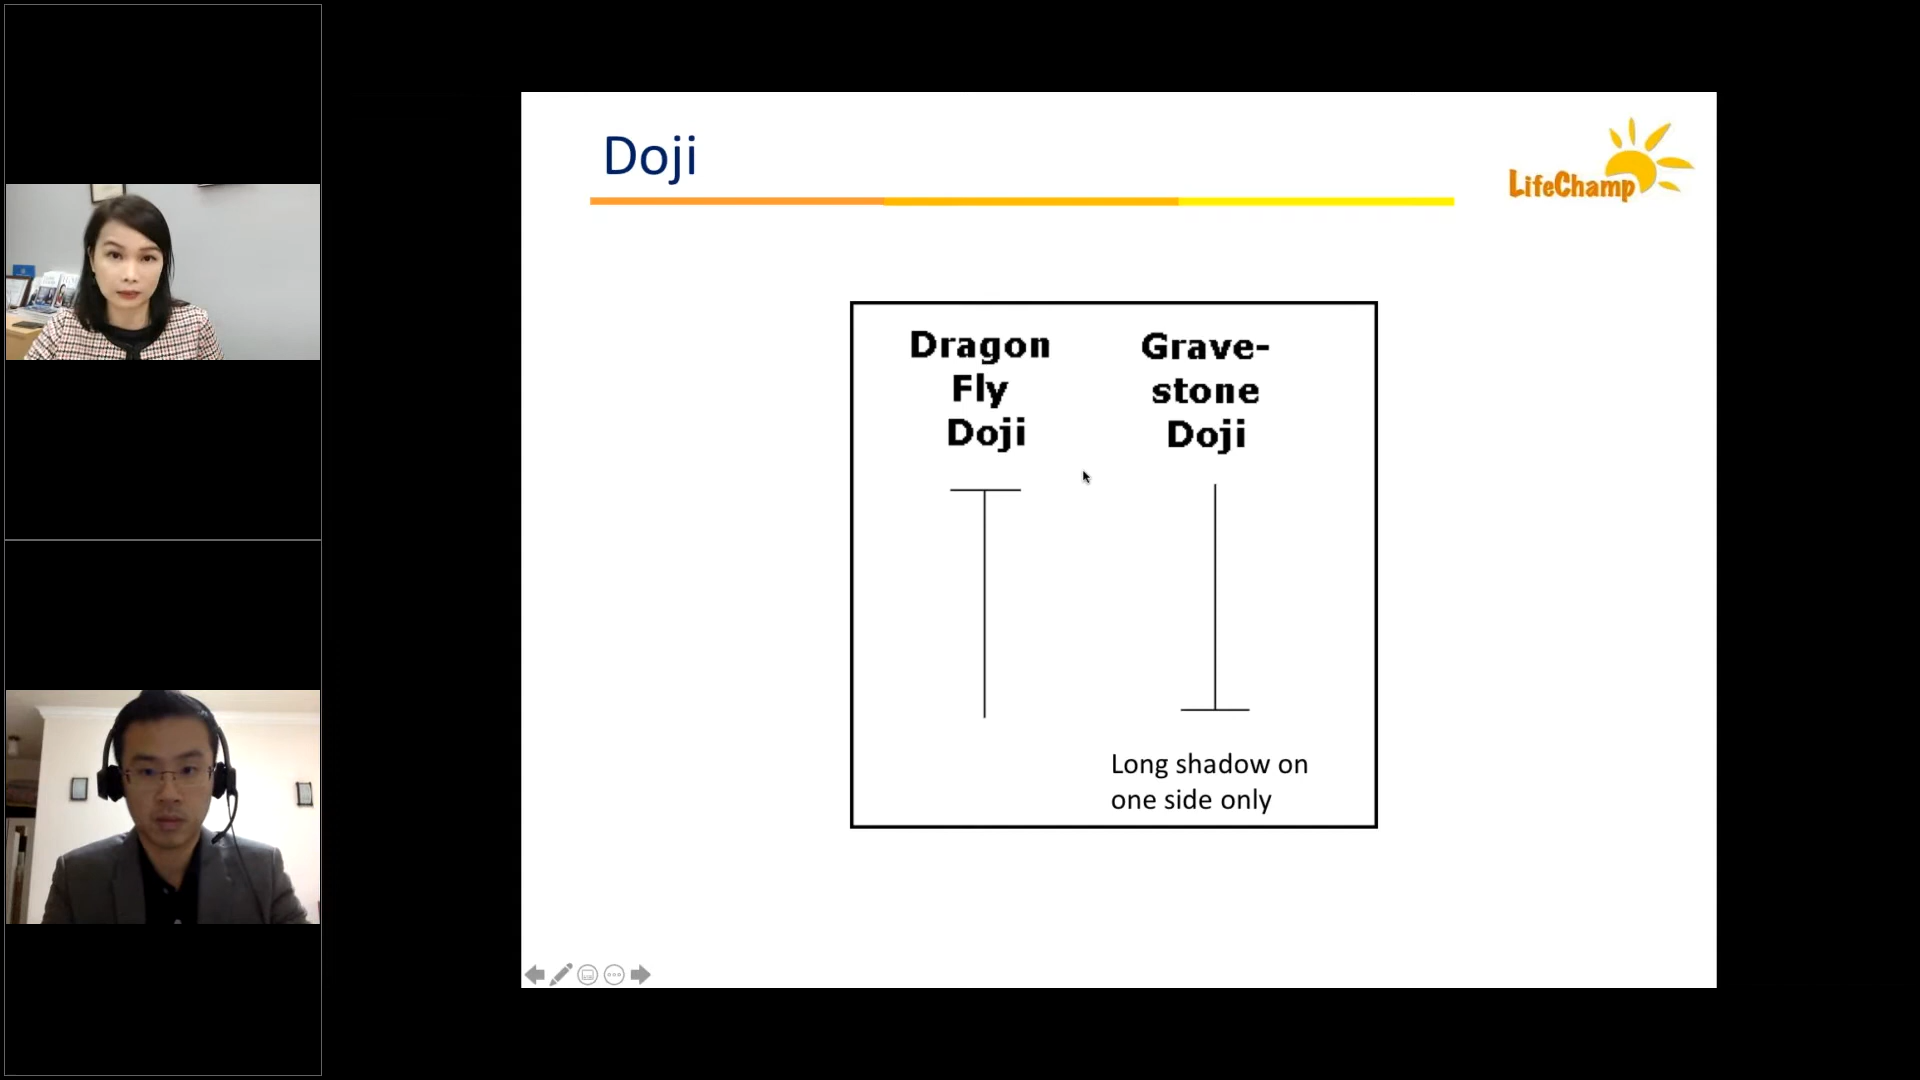 Doji
LifeChamp
Dragon
Fly
Doji
Grave-
stone
Doji
Long shadow on
one side only